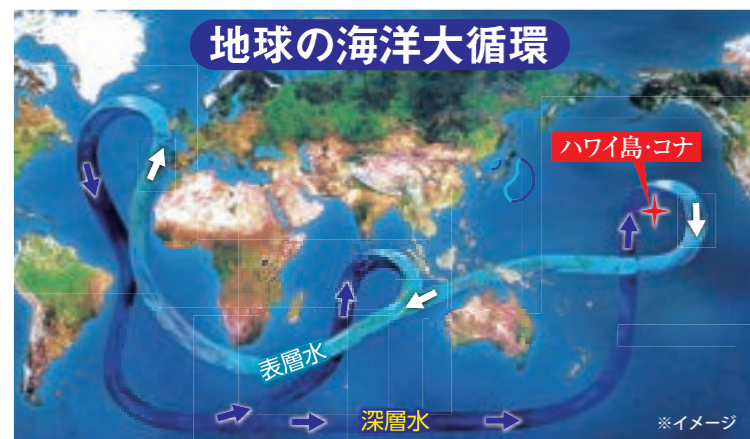 地球の海洋大循環
ハワイ島・コナ
表層水
深層水
※イメージ